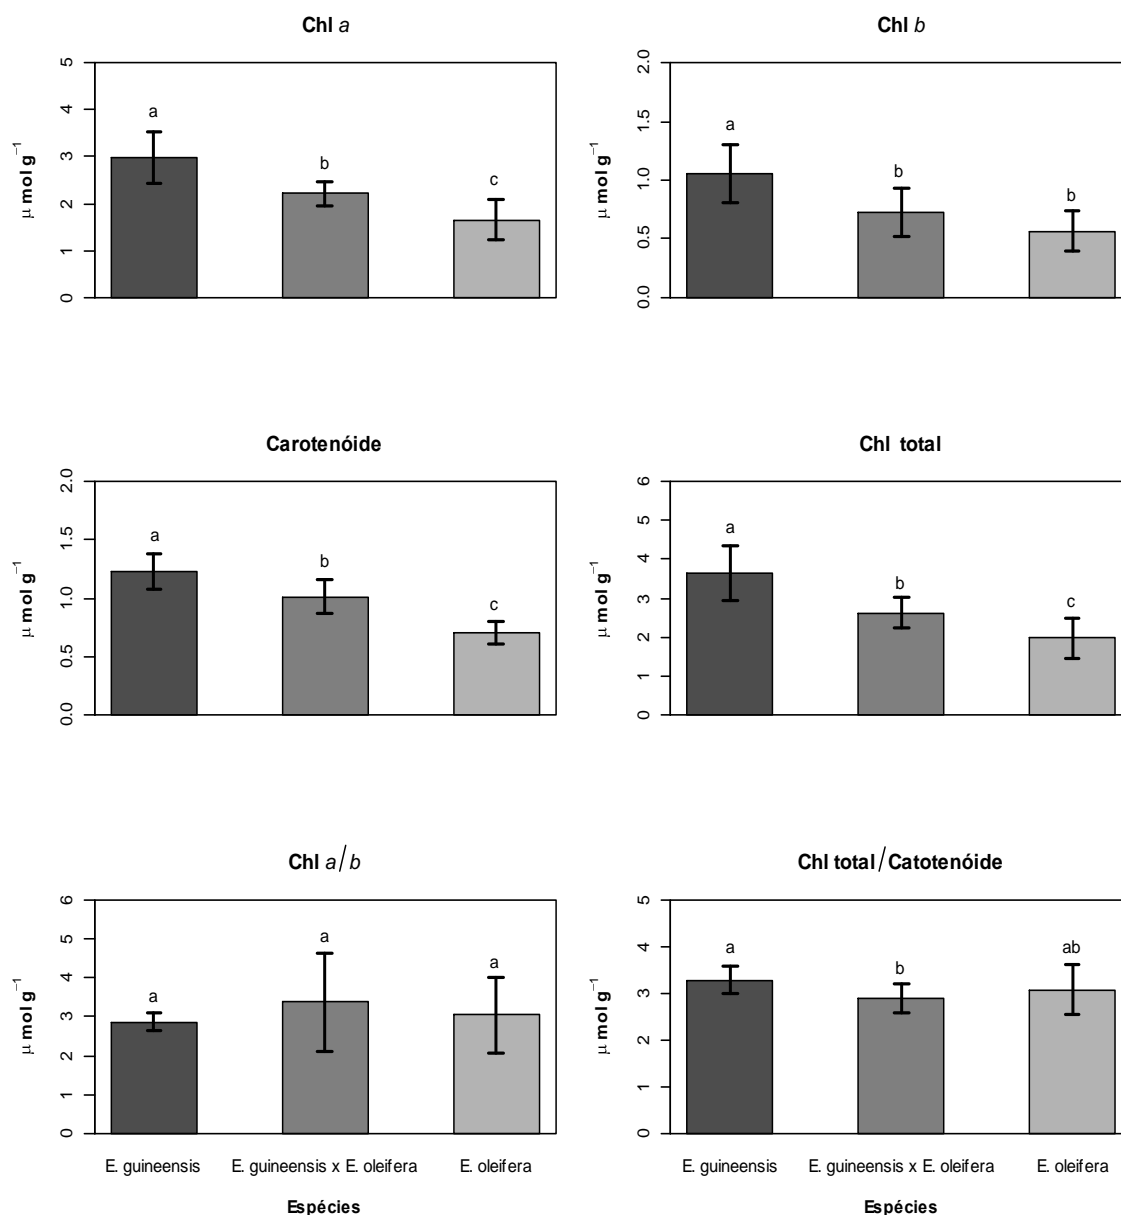 Chl a
μ mol g⁻¹
0 1 2 3 4 5
a
b
c
Chl b
μ mol g⁻¹
0.0 0.5 1.0 1.5 2.0
a
b
b
Carotenóide
μ mol g⁻¹
0.0 0.5 1.0 1.5 2.0
a
b
c
Chl total
μ mol g⁻¹
0 1 2 3 4 5 6
a
b
c
Chl a/b
μ mol g⁻¹
0 1 2 3 4 5 6
a
a
a
E. guineensis E. guineensis x E. oleifera E. oleifera
Espécies
Chl total/Catotenóide
μ mol g⁻¹
0 1 2 3 4 5
a
b
ab
E. guineensis E. guineensis x E. oleifera E. oleifera
Espécies